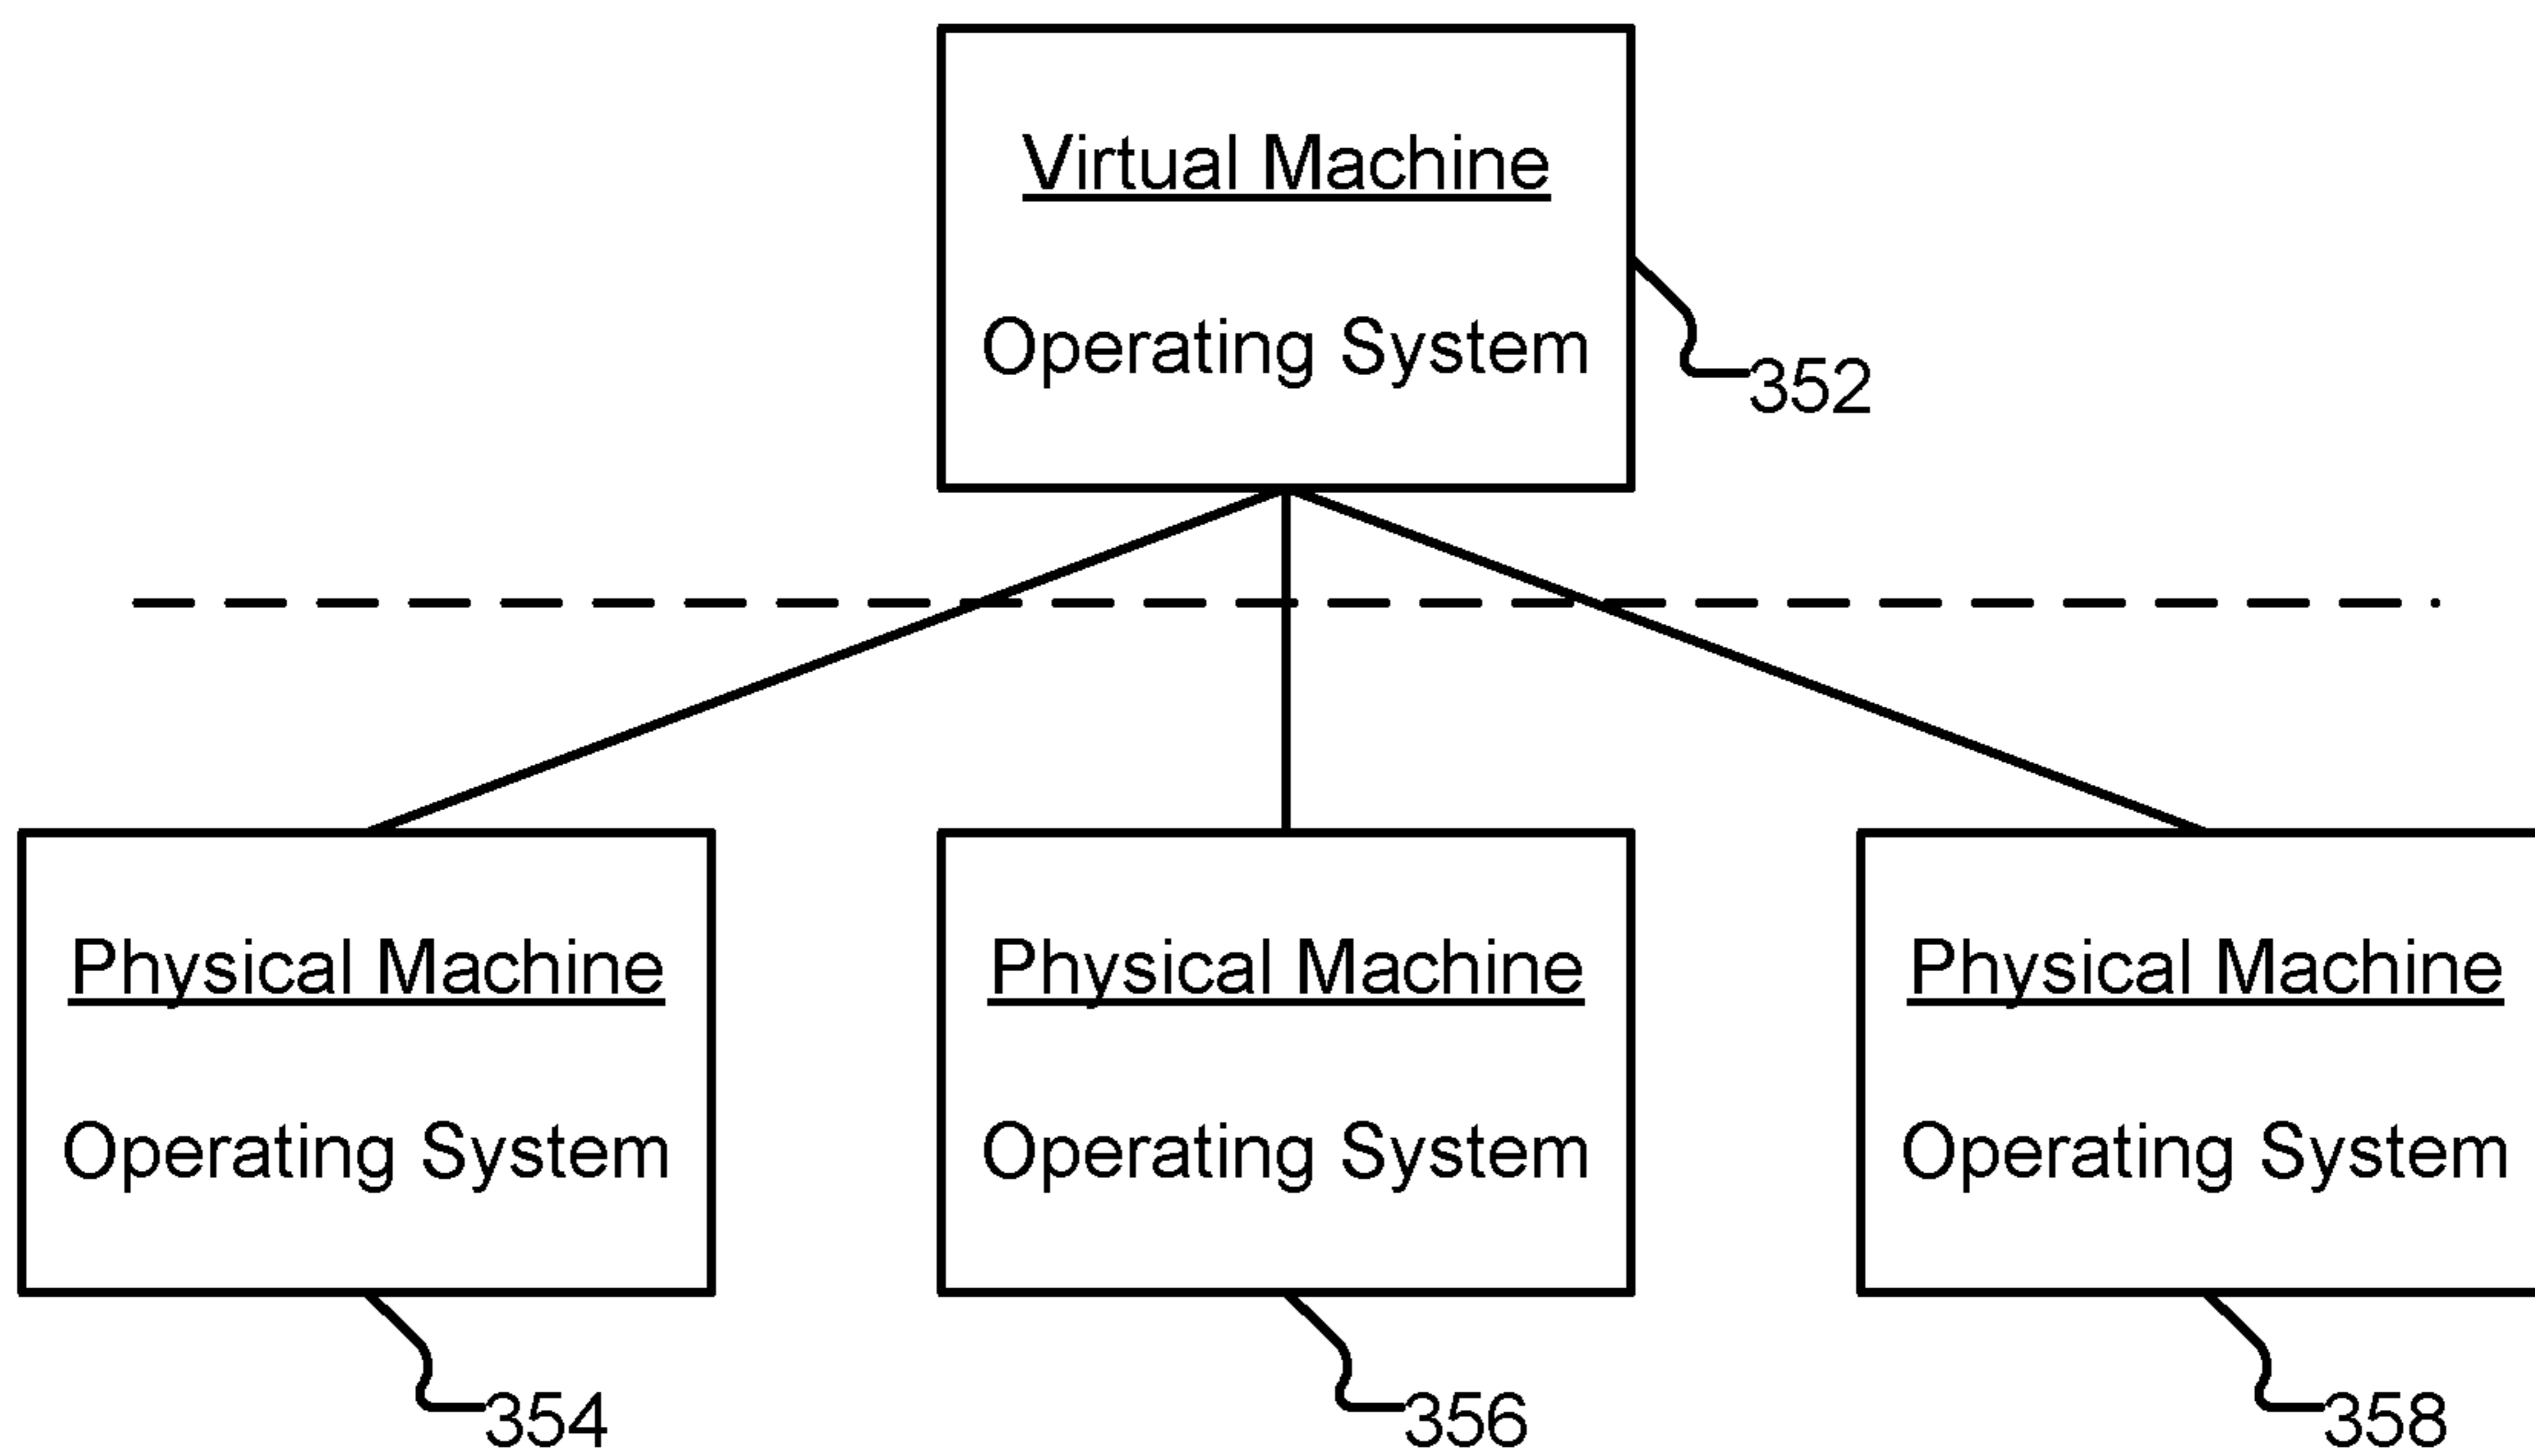 Virtual Machine
Operating System
352
Physical Machine
Operating System
354
Physical Machine
Operating System
356
Physical Machine
Operating System
358